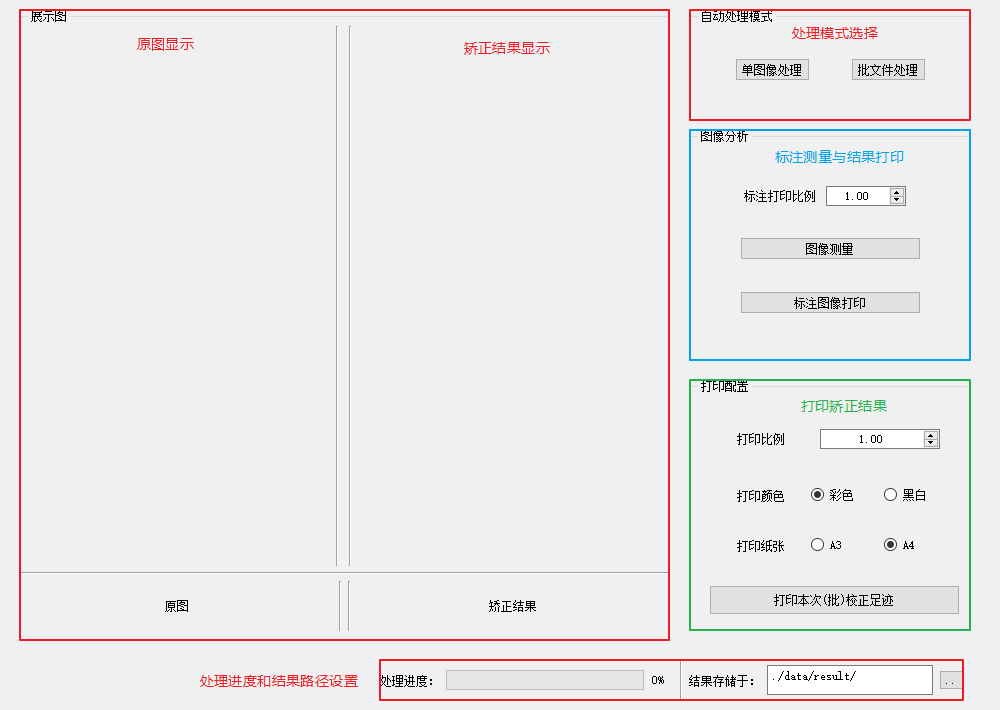 展示图
原图显示
矫正结果显示
原图
矫正结果
自动处理模式
处理模式选择
单图像处理
批文件处理
图像分析
标注测量与结果打印
标注打印比例 1.00
图像测量
标注图像打印
打印配置
打印矫正结果
打印比例 1.00
打印颜色 彩色 黑白
打印纸张 A3 A4
打印本次(批)校正足迹
处理进度和结果路径设置
处理进度: 0% 结果存储于: ./data/result/ ..